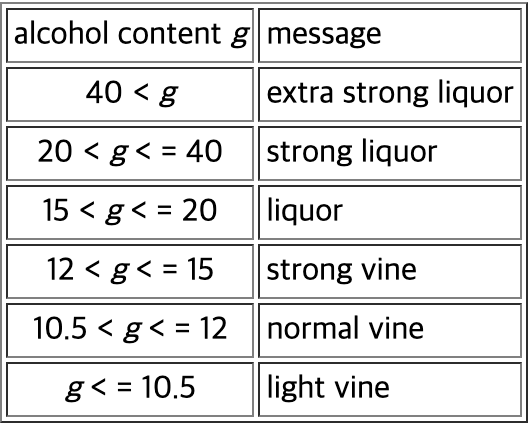 alcohol content g message
40 < g extra strong liquor
20 < g < = 40 strong liquor
15 < g < = 20 liquor
12 < g < = 15 strong vine
10.5 < g < = 12 normal vine
g < = 10.5 light vine